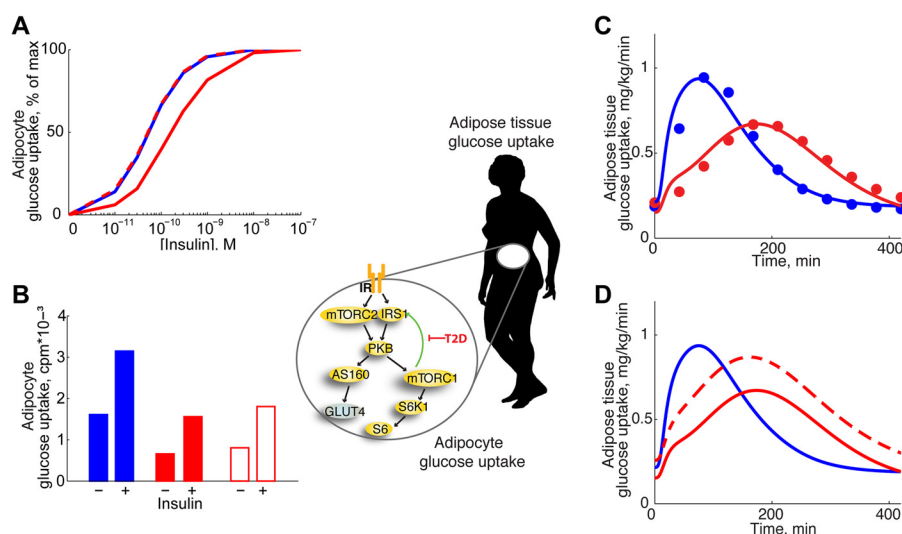 A
Adipocyte
glucose uptake, % of max
100
50
0
0
10⁻¹¹
10⁻¹⁰
10⁻⁹
10⁻⁸
10⁻⁷
[Insulin], M
B
Adipocyte
glucose uptake, cpm*10⁻³
4
3
2
1
0
− + − + − +
Insulin
Adipose tissue
glucose uptake
IR
mTORC2 IRS1
T2D
PKB
AS160
mTORC1
GLUT4
S6K1
S6
Adipocyte
glucose uptake
C
Adipose tissue
glucose uptake, mg/kg/min
1
0.5
0
0 200 400
Time, min
D
Adipose tissue
glucose uptake, mg/kg/min
1
0.5
0
0 200 400
Time, min